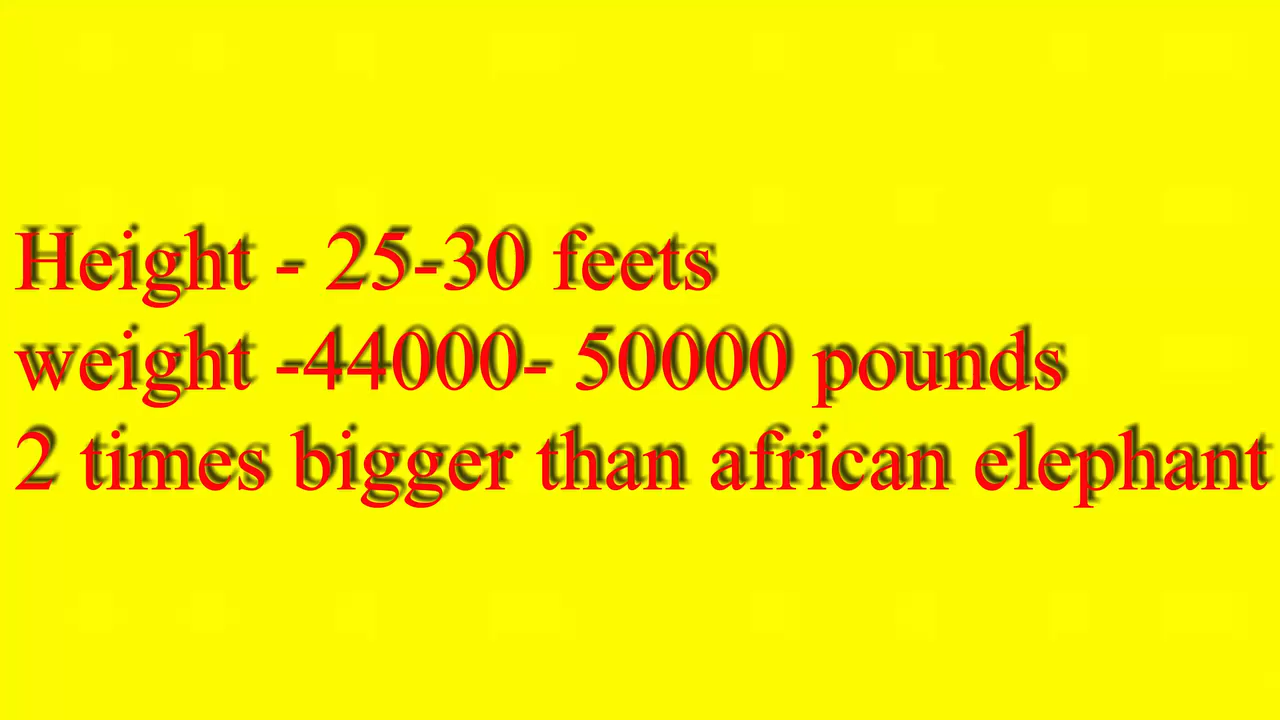 Height - 25-30 feets
weight -44000- 50000 pounds
2 times bigger than african elephant